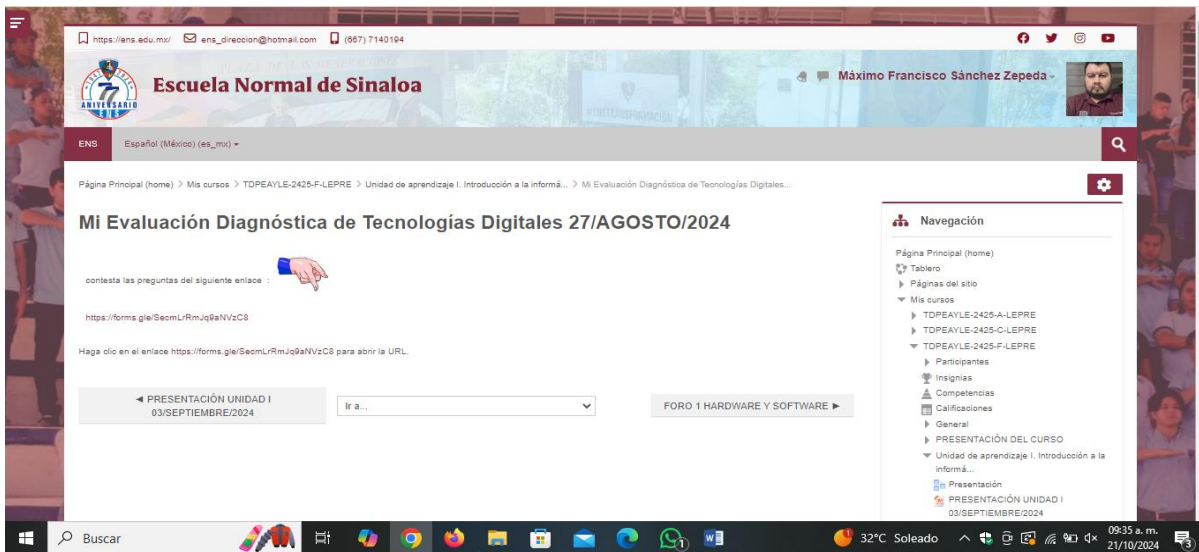 https://ens.edu.mx/ ens_direccion@hotmail.com (667) 7140194
Escuela Normal de Sinaloa
ANIVERSARIO
ENS
77
Máximo Francisco Sánchez Zepeda
ENS Español (México) (es_mx)
Página Principal (home) > Mis cursos > TDPEAYLE-2425-F-LEPRE > Unidad de aprendizaje I. Introducción a la informá... > Mi Evaluación Diagnóstica de Tecnologías Digitales...
Mi Evaluación Diagnóstica de Tecnologías Digitales 27/AGOSTO/2024
contesta las preguntas del siguiente enlace :
https://forms.gle/SecmLrRmJq9aNVzC8
Haga clic en el enlace https://forms.gle/SecmLrRmJq9aNVzC8 para abrir la URL.
◄ PRESENTACIÓN UNIDAD I
03/SEPTIEMBRE/2024
Ir a...
FORO 1 HARDWARE Y SOFTWARE ►
Navegación
Página Principal (home)
Tablero
Páginas del sitio
Mis cursos
TDPEAYLE-2425-A-LEPRE
TDPEAYLE-2425-C-LEPRE
TDPEAYLE-2425-F-LEPRE
Participantes
Insignias
Competencias
Calificaciones
General
PRESENTACIÓN DEL CURSO
Unidad de aprendizaje I. Introducción a la
informá...
Presentación
PRESENTACIÓN UNIDAD I
03/SEPTIEMBRE/2024
Buscar
32°C Soleado
09:35 a. m.
21/10/2024